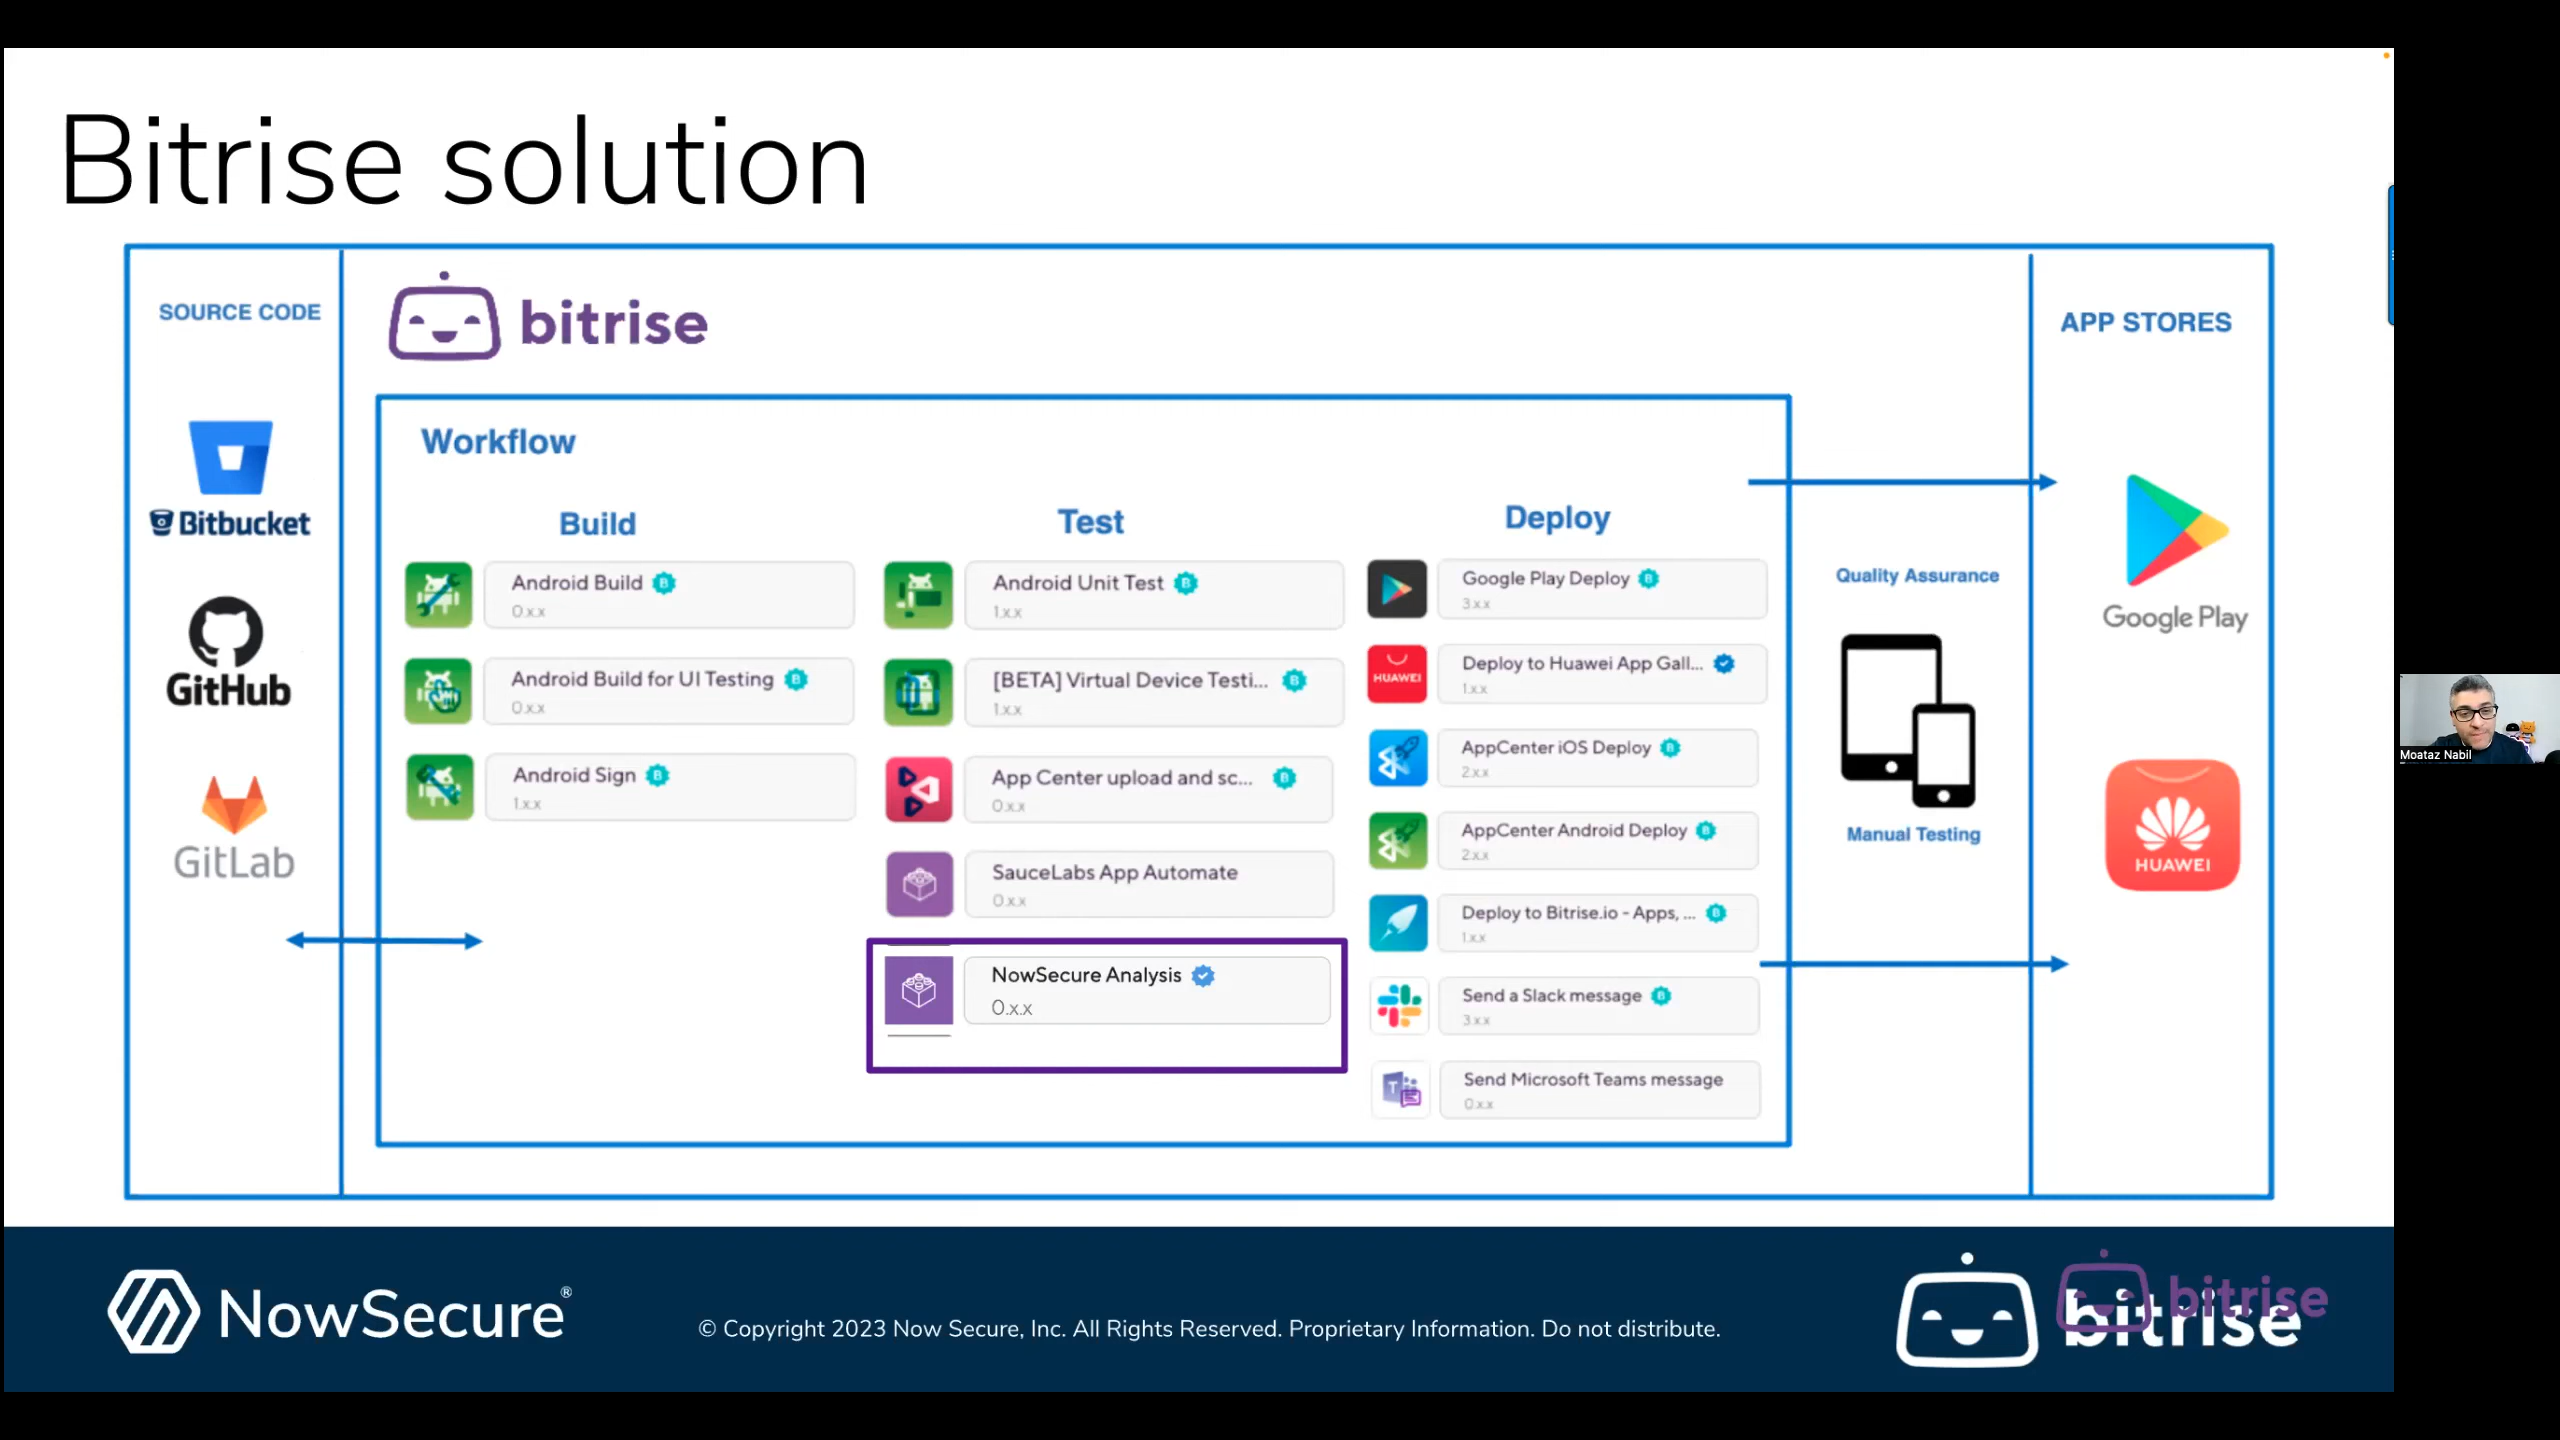 Bitrise solution
SOURCE CODE
Bitbucket
GitHub
GitLab
bitrise
Workflow
Build
Android Build
0.x.x
Android Build for UI Testing
0.x.x
Android Sign
1.x.x
Test
Android Unit Test
1.x.x
[BETA] Virtual Device Testi...
1.x.x
App Center upload and sc...
0.x.x
SauceLabs App Automate
0.x.x
NowSecure Analysis
0.x.x
Deploy
Google Play Deploy
3.x.x
HUAWEI
Deploy to Huawei App Gall...
1.x.x
AppCenter iOS Deploy
2.x.x
AppCenter Android Deploy
2.x.x
Deploy to Bitrise.io - Apps, ...
1.x.x
Send a Slack message
3.x.x
Send Microsoft Teams message
0.x.x
Quality Assurance
Manual Testing
APP STORES
Google Play
HUAWEI
Moataz Nabil
NowSecure®
© Copyright 2023 Now Secure, Inc. All Rights Reserved. Proprietary Information. Do not distribute.
bitrise
bitrise